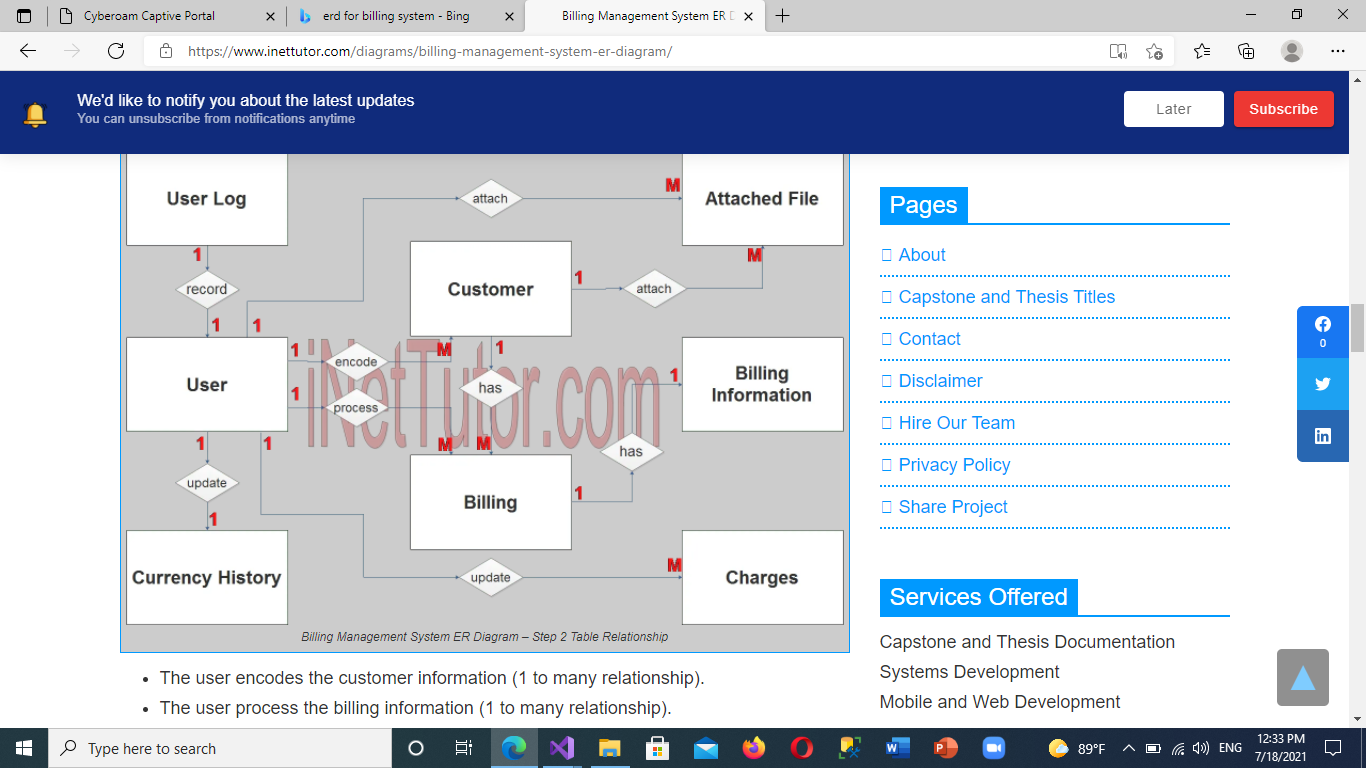 Cyberoam Captive Portal
erd for billing system - Bing
Billing Management System ER D
https://www.inettutor.com/diagrams/billing-management-system-er-diagram/
We'd like to notify you about the latest updates
You can unsubscribe from notifications anytime
Later
Subscribe
User Log
attach
M
Attached File
1
M
Customer
1
attach
record
1
1
iNetTutor.com
User
1
encode
M
1
1
process
has
1
Billing
Information
M
M
1
1
has
update
Billing
1
1
Currency History
update
M
Charges
Billing Management System ER Diagram – Step 2 Table Relationship
• The user encodes the customer information (1 to many relationship).
• The user process the billing information (1 to many relationship).
Pages
About
Capstone and Thesis Titles
Contact
Disclaimer
Hire Our Team
Privacy Policy
Share Project
0
Services Offered
Capstone and Thesis Documentation
Systems Development
Mobile and Web Development
Type here to search
89°F
ENG
12:33 PM
7/18/2021